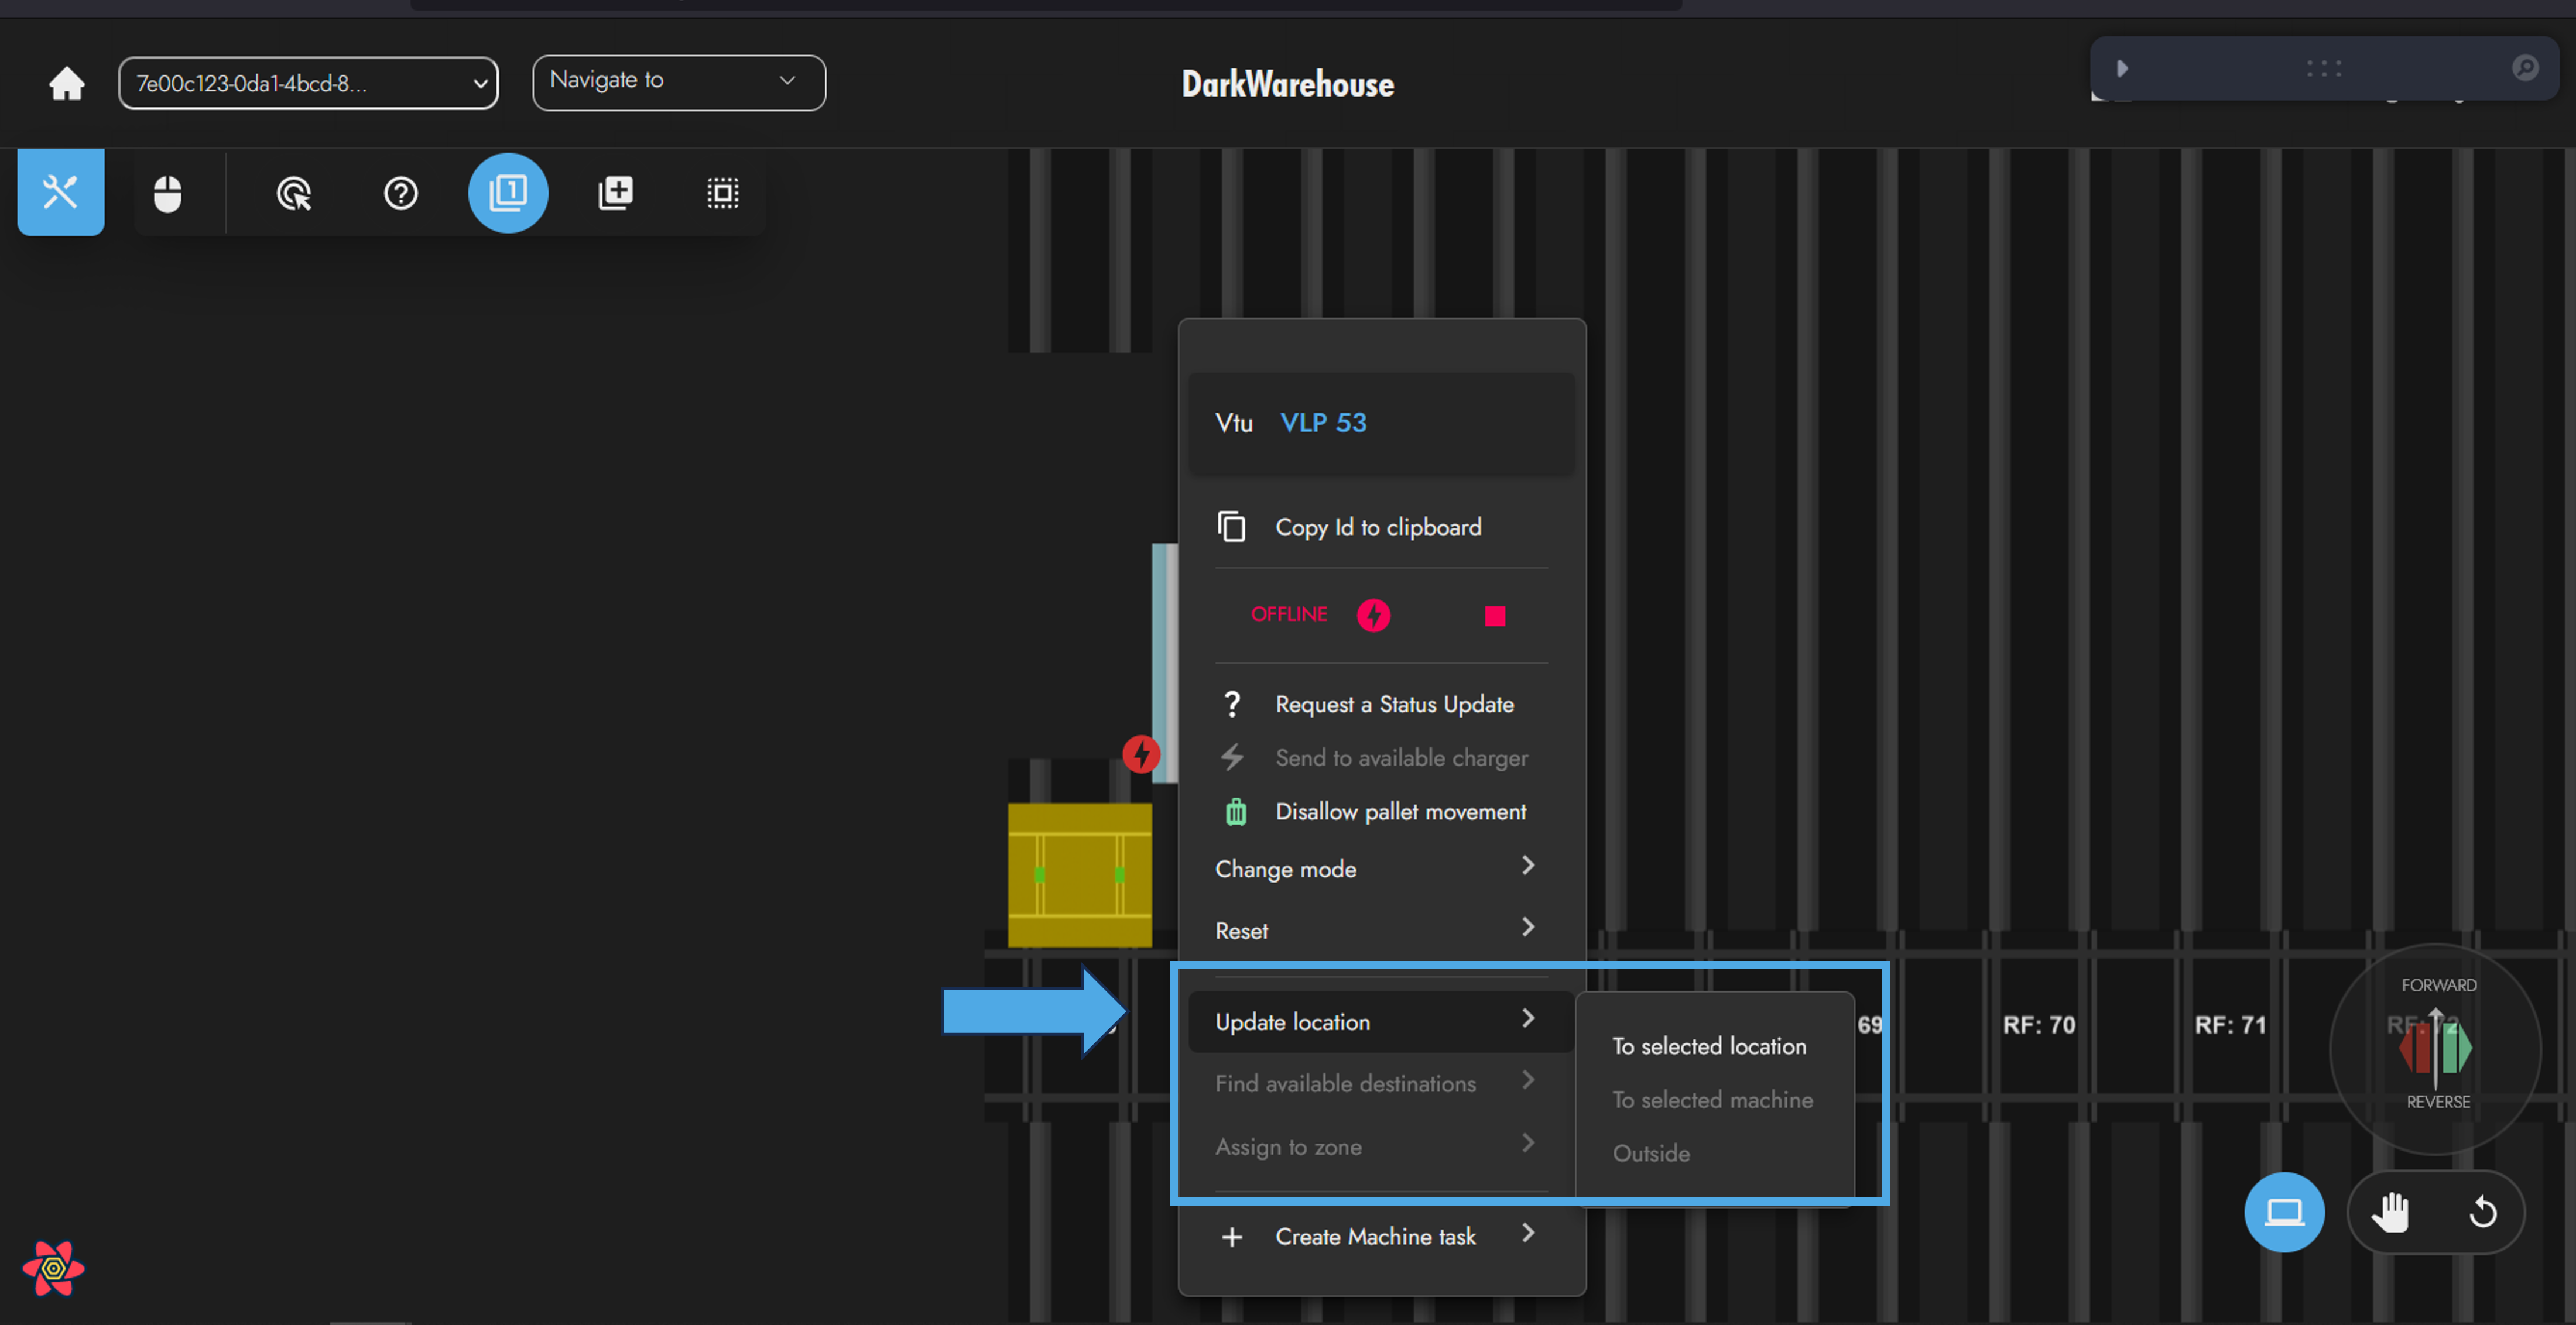 7e00c123-0da1-4bcd-8...
Navigate to
DarkWarehouse
Vtu VLP 53
Copy Id to clipboard
OFFLINE
Request a Status Update
Send to available charger
Disallow pallet movement
Change mode
Reset
Update location
Find available destinations
Assign to zone
Create Machine task
To selected location
To selected machine
Outside
69
RF: 70
RF: 71
RF: 72
FORWARD
REVERSE